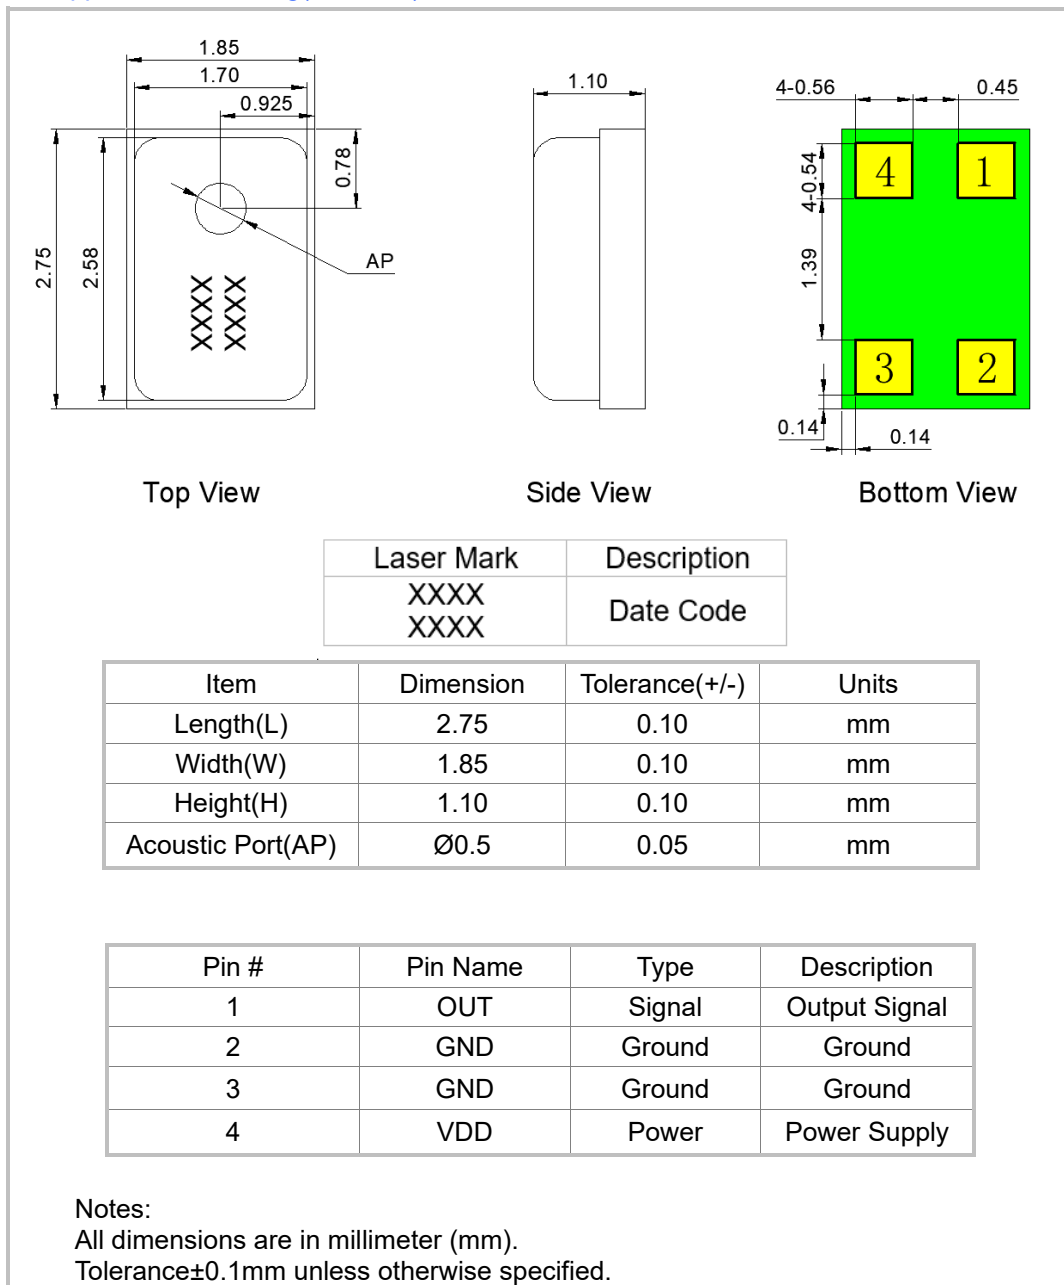 1.85
1.70
0.925
0.78
2.75
2.58
AP
XXXX
XXXX
1.10
4-0.56
0.45
4-0.54
1.39
4
1
3
2
0.14
0.14
Top View
Side View
Bottom View
Laser Mark Description
XXXX
XXXX
Date Code
Item Dimension Tolerance(+/-) Units
Length(L) 2.75 0.10 mm
Width(W) 1.85 0.10 mm
Height(H) 1.10 0.10 mm
Acoustic Port(AP) Ø0.5 0.05 mm
Pin # Pin Name Type Description
1 OUT Signal Output Signal
2 GND Ground Ground
3 GND Ground Ground
4 VDD Power Power Supply
Notes:
All dimensions are in millimeter (mm).
Tolerance±0.1mm unless otherwise specified.